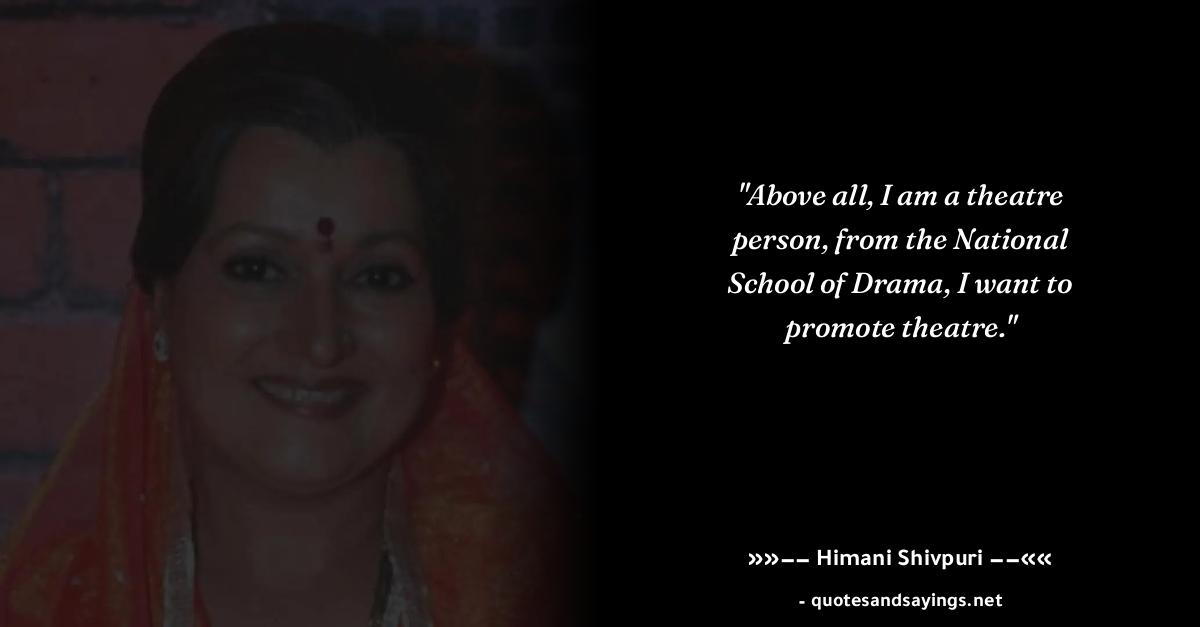 "Above all, I am a theatre
person, from the National
School of Drama, I want to
promote theatre."
»»–– Himani Shivpuri ––««
- quotesandsayings.net